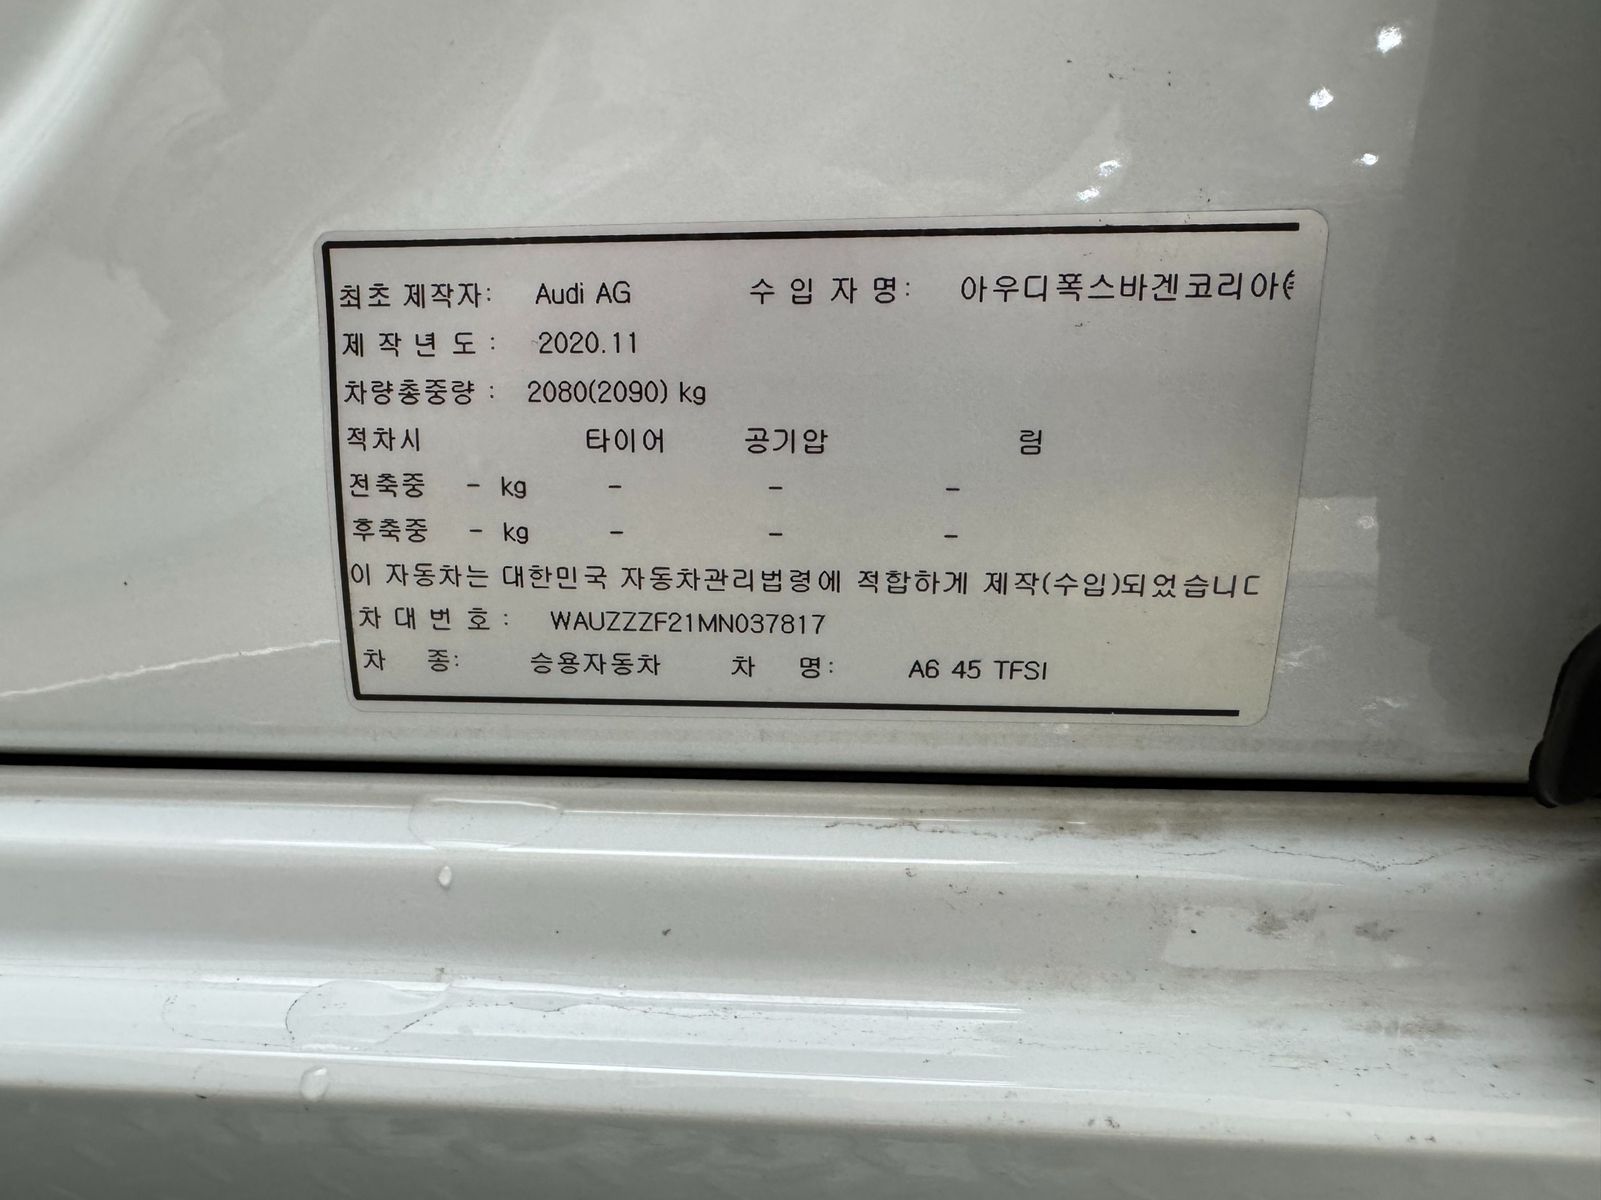 최초 제작자: Audi AG 수 입 자 명: 아우디폭스바겐코리아(
제 작 년 도 : 2020.11
차량총중량 : 2080(2090) kg
적차시 타이어 공기압 림
전축중 - kg - - -
후축중 - kg - - -
이 자동차는 대한민국 자동차관리법령에 적합하게 제작(수입)되었습니ㄷ
차 대 번 호 : WAUZZZF21MN037817
차 종: 승용자동차 차 명: A6 45 TFSI